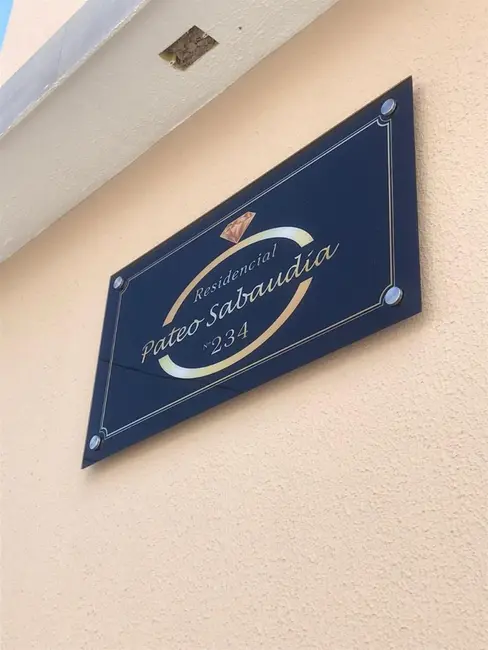 Residencial
Pateo Sabaudia
Nº 234